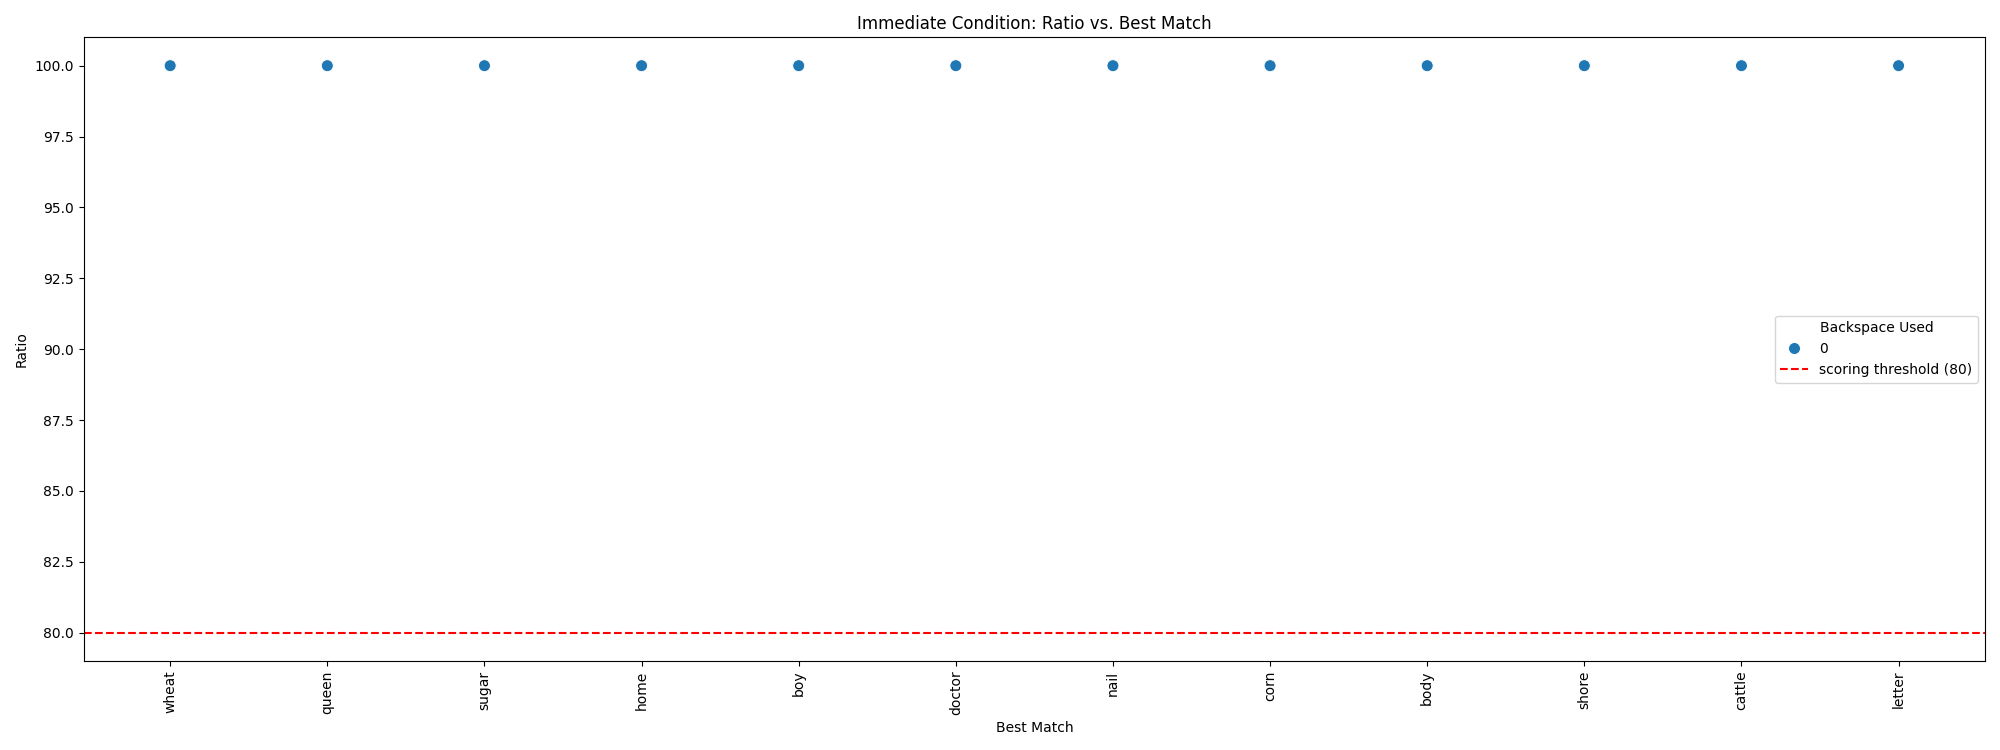 Immediate Condition: Ratio vs. Best Match
100.0
97.5
95.0
92.5
90.0
87.5
85.0
82.5
80.0
Ratio
Backspace Used
0
scoring threshold (80)
wheat
queen
sugar
home
boy
doctor
nail
corn
body
shore
cattle
letter
Best Match